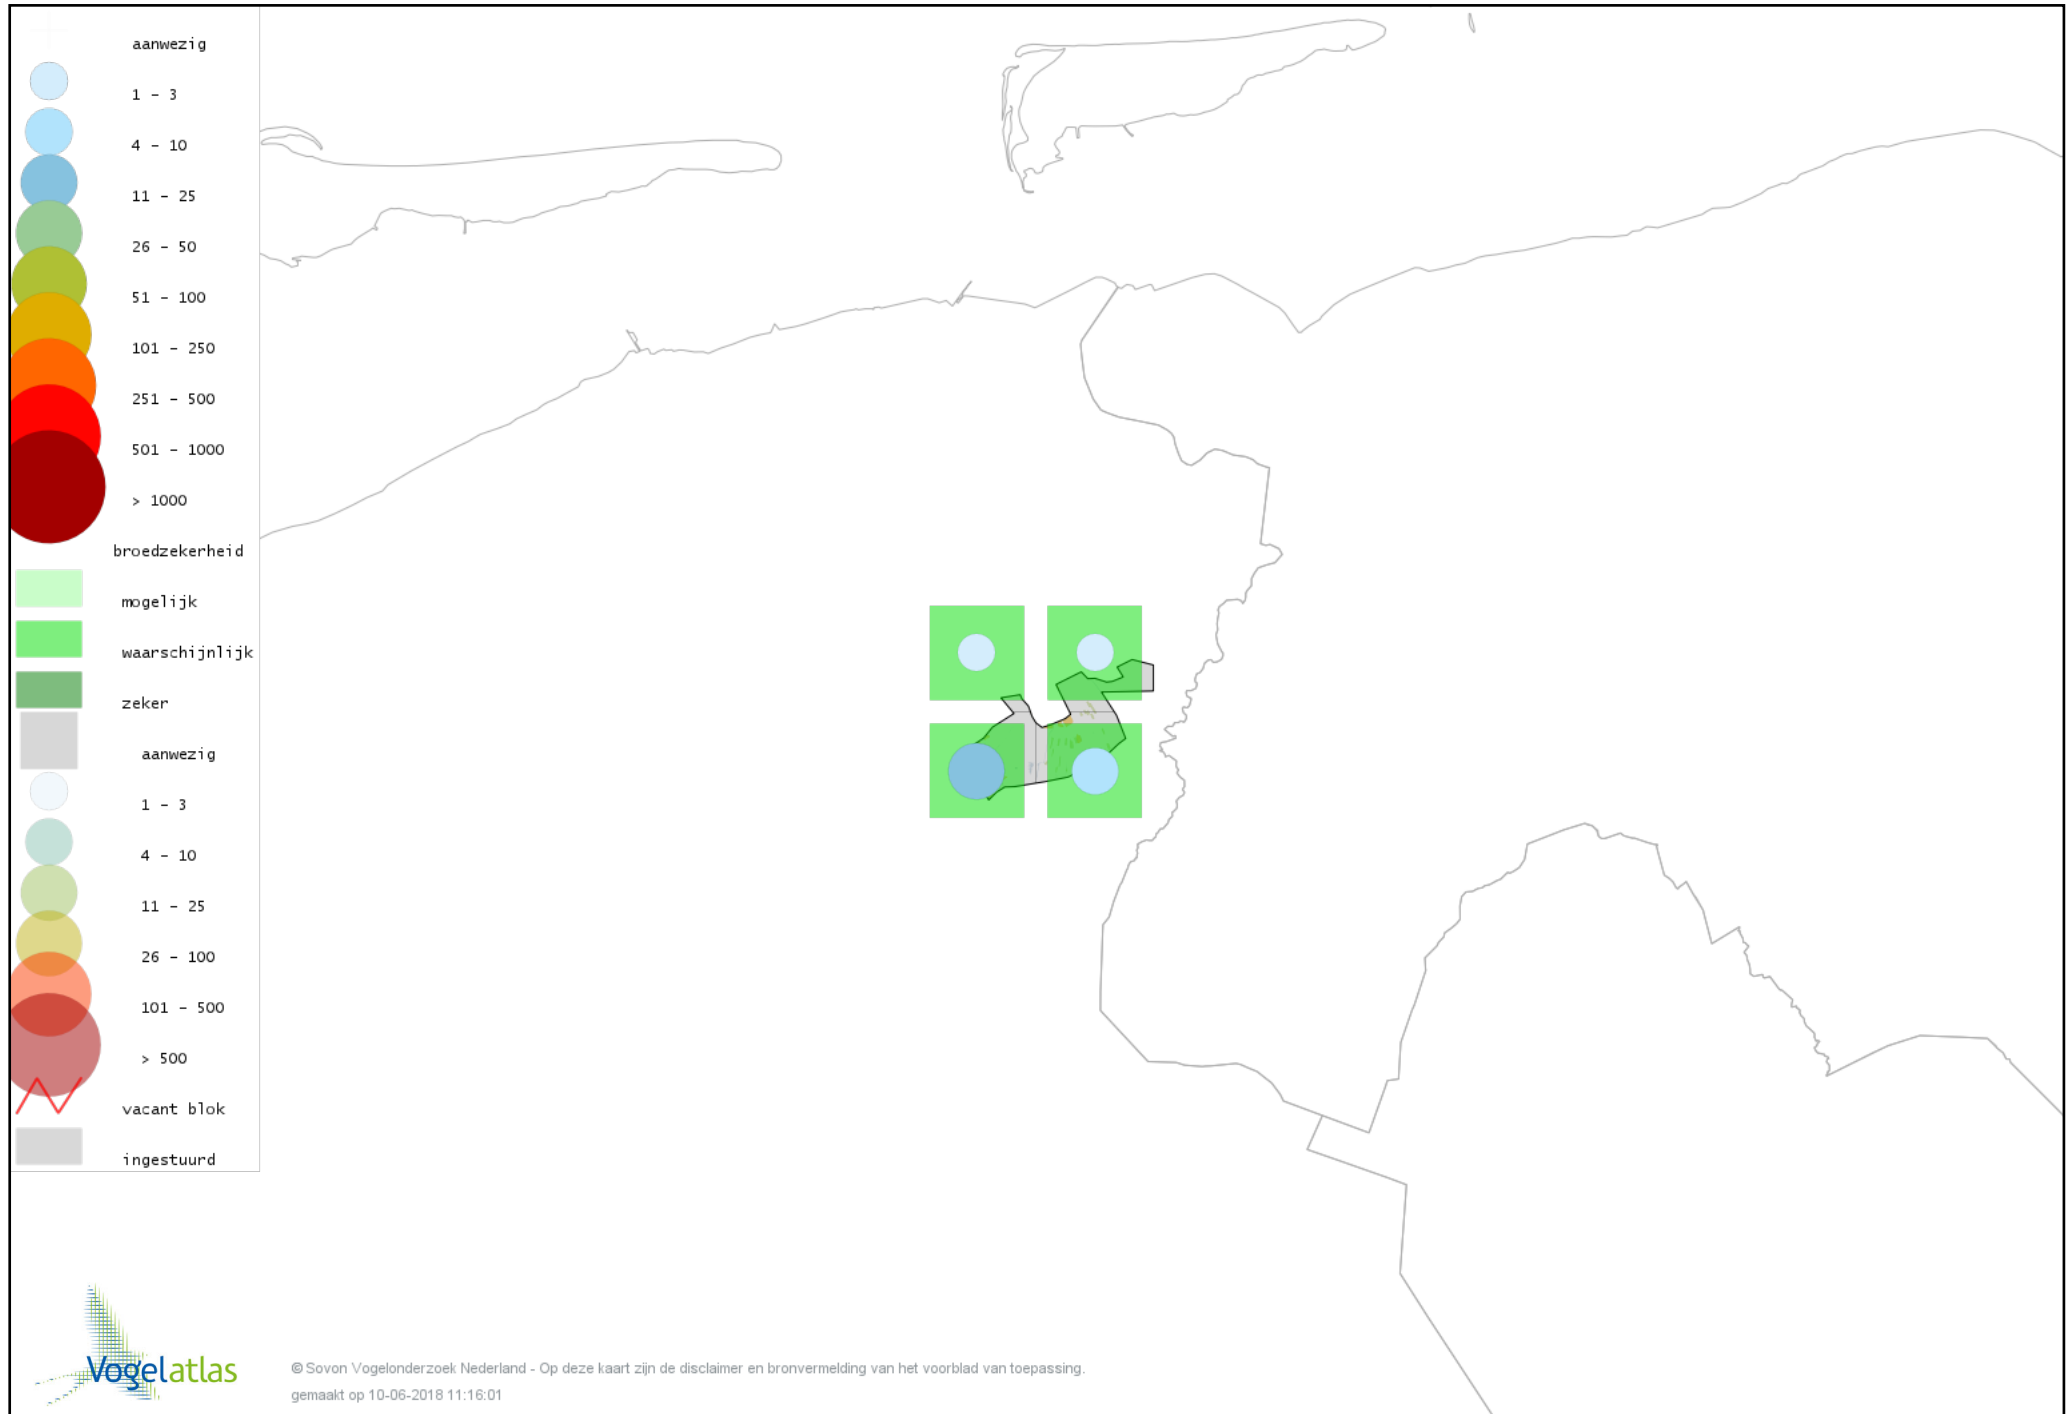 aanwezig
1 - 3
4 - 10
11 - 25
26 - 50
51 - 100
101 - 250
251 - 500
501 - 1000
> 1000
broedzekerheid
mogelijk
waarschijnlijk
zeker
aanwezig
1 - 3
4 - 10
11 - 25
26 - 100
101 - 500
> 500
vacant blok
ingestuurd
Vogelatlas
© Sovon Vogelonderzoek Nederland - Op deze kaart zijn de disclaimer en bronvermelding van het voorblad van toepassing.
gemaakt op 10-06-2018 11:16:01